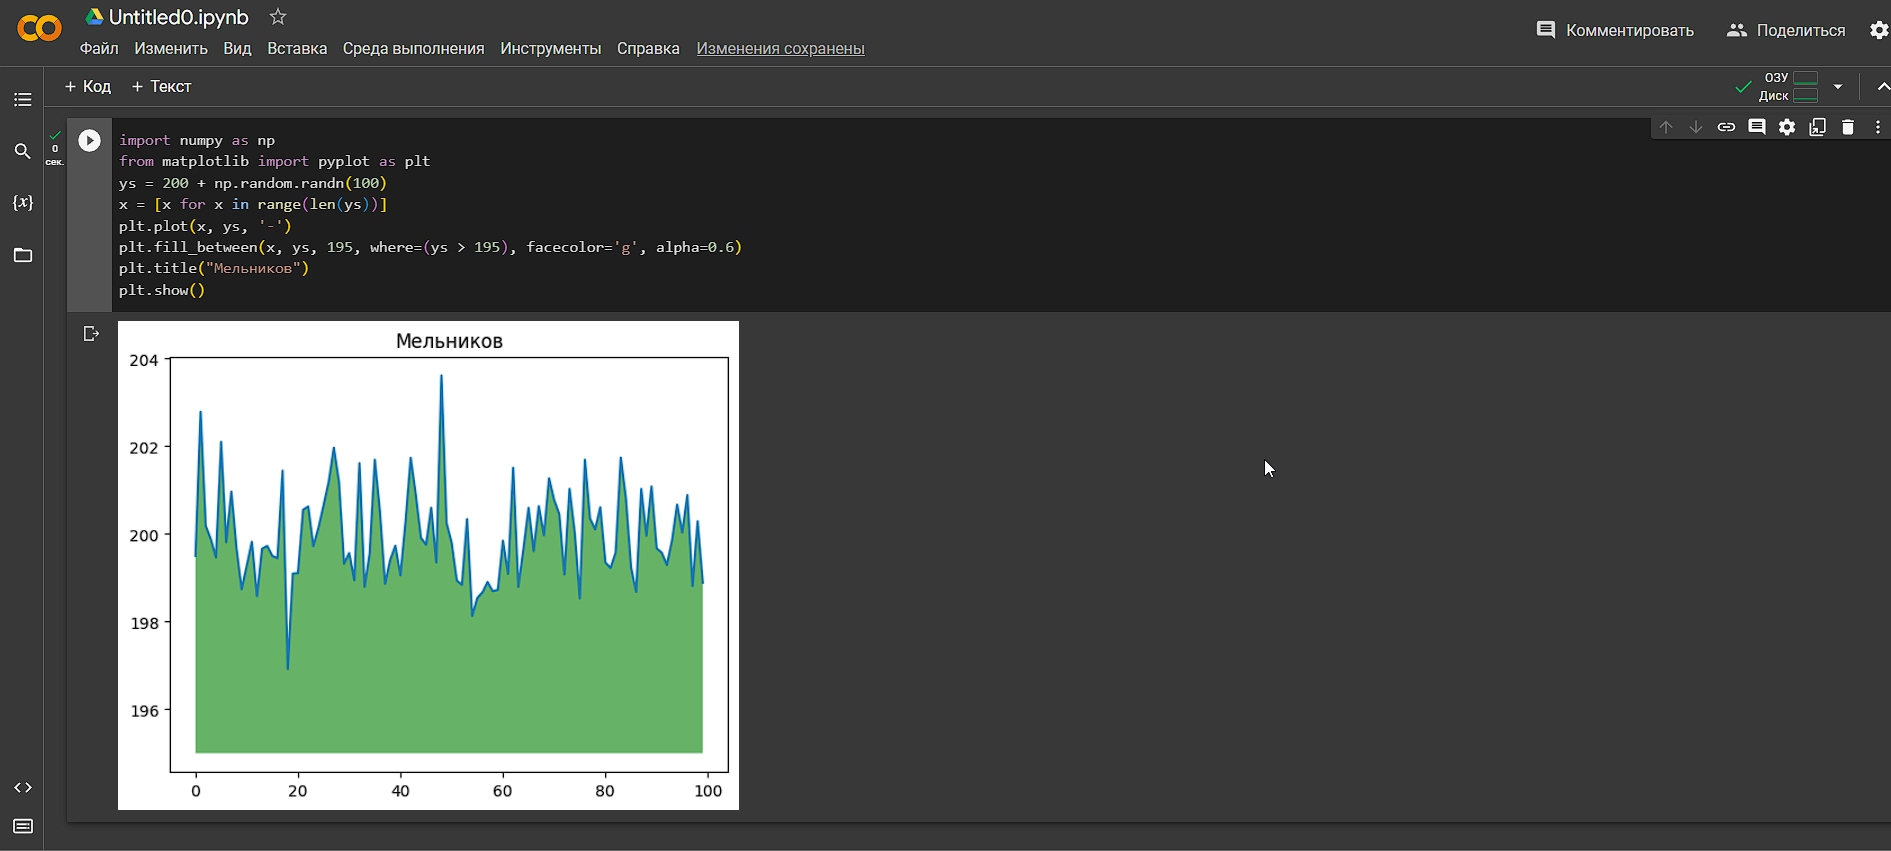 Untitled0.ipynb
Файл Изменить Вид Вставка Среда выполнения Инструменты Справка Изменения сохранены
Комментировать Поделиться
+ Код + Текст
ОЗУ
Диск
0
сек.
{x}
import numpy as np
from matplotlib import pyplot as plt
ys = 200 + np.random.randn(100)
x = [x for x in range(len(ys))]
plt.plot(x, ys, '-')
plt.fill_between(x, ys, 195, where=(ys > 195), facecolor='g', alpha=0.6)
plt.title("Мельников")
plt.show()
Мельников
204
202
200
198
196
0 20 40 60 80 100